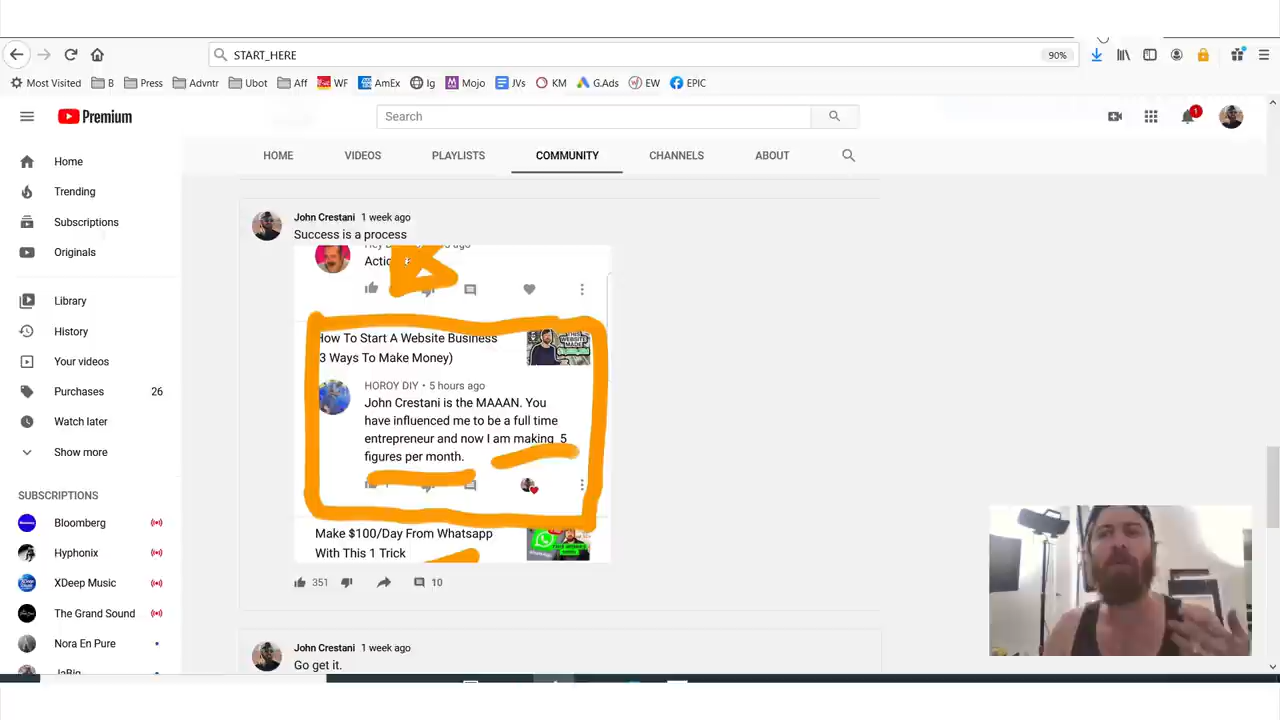 START_HERE
90%
Most Visited
B
Press
Advntr
Ubot
Aff
WF
AmEx
Ig
Mojo
JVs
KM
G.Ads
EW
EPIC
Premium
Search
1
Home
Trending
Subscriptions
Originals
Library
History
Your videos
Purchases 26
Watch later
Show more
SUBSCRIPTIONS
Bloomberg
Hyphonix
XDeep Music
The Grand Sound
Nora En Pure
HOME
VIDEOS
PLAYLISTS
COMMUNITY
CHANNELS
ABOUT
John Crestani 1 week ago
Success is a process
How To Start A Website Business
3 Ways To Make Money)
HOROY DIY • 5 hours ago
John Crestani is the MAAAN. You
have influenced me to be a full time
entrepreneur and now I am making 5
figures per month.
Make $100/Day From Whatsapp
With This 1 Trick
351
10
John Crestani 1 week ago
Go get it.